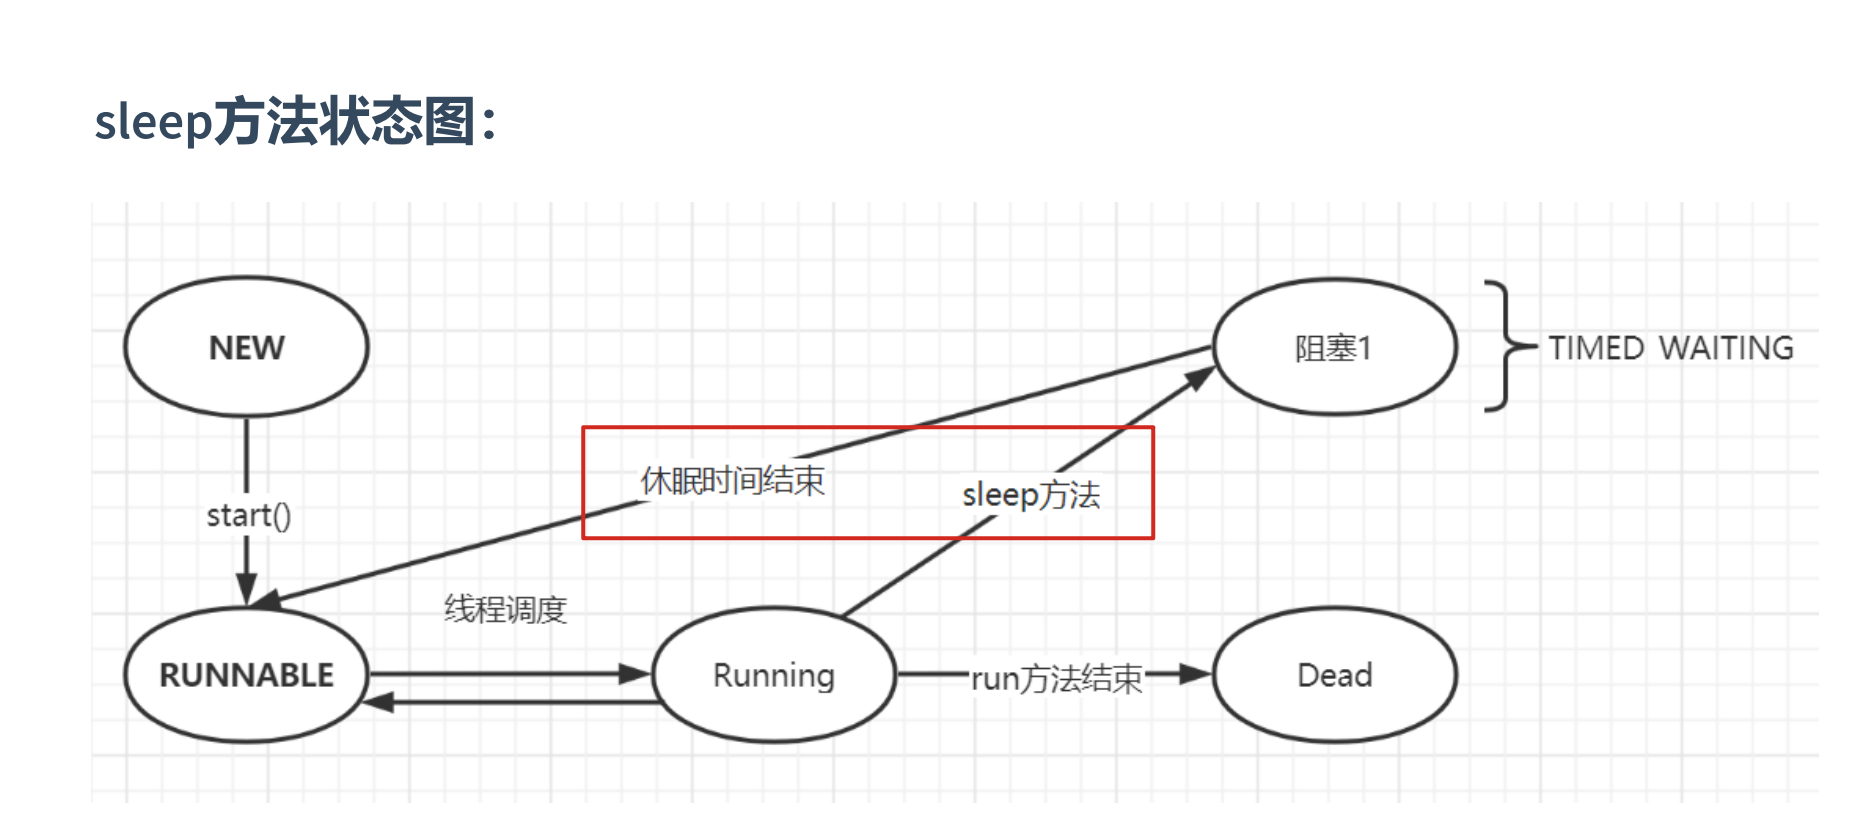 sleep方法状态图：
NEW
阻塞1
TIMED WAITING
休眠时间结束
sleep方法
start()
线程调度
RUNNABLE
Running
run方法结束
Dead